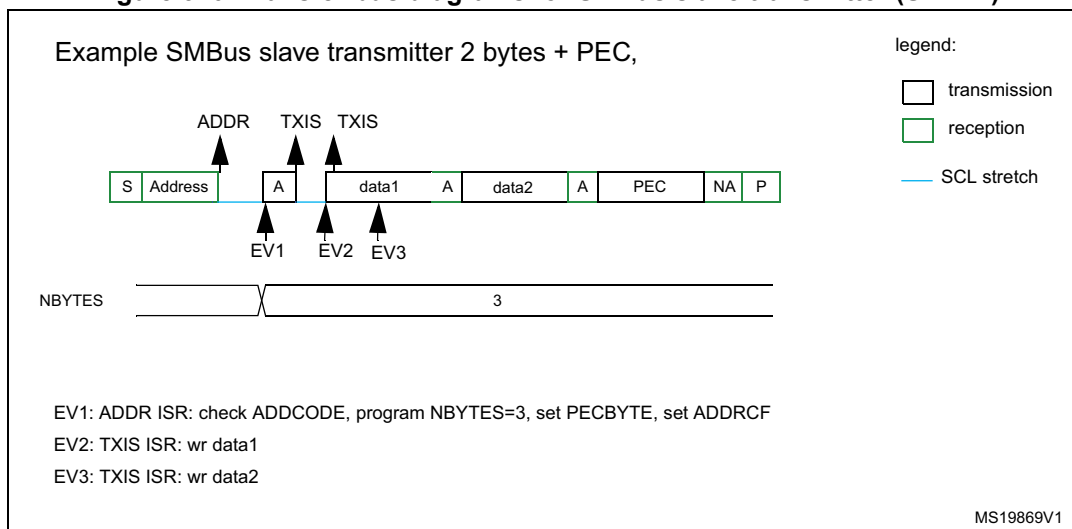 Example SMBus slave transmitter 2 bytes + PEC,
legend:
transmission
reception
SCL stretch
ADDR TXIS TXIS
S Address A data1 A data2 A PEC NA P
EV1 EV2 EV3
NBYTES 3
EV1: ADDR ISR: check ADDCODE, program NBYTES=3, set PECBYTE, set ADDRCF
EV2: TXIS ISR: wr data1
EV3: TXIS ISR: wr data2
MS19869V1